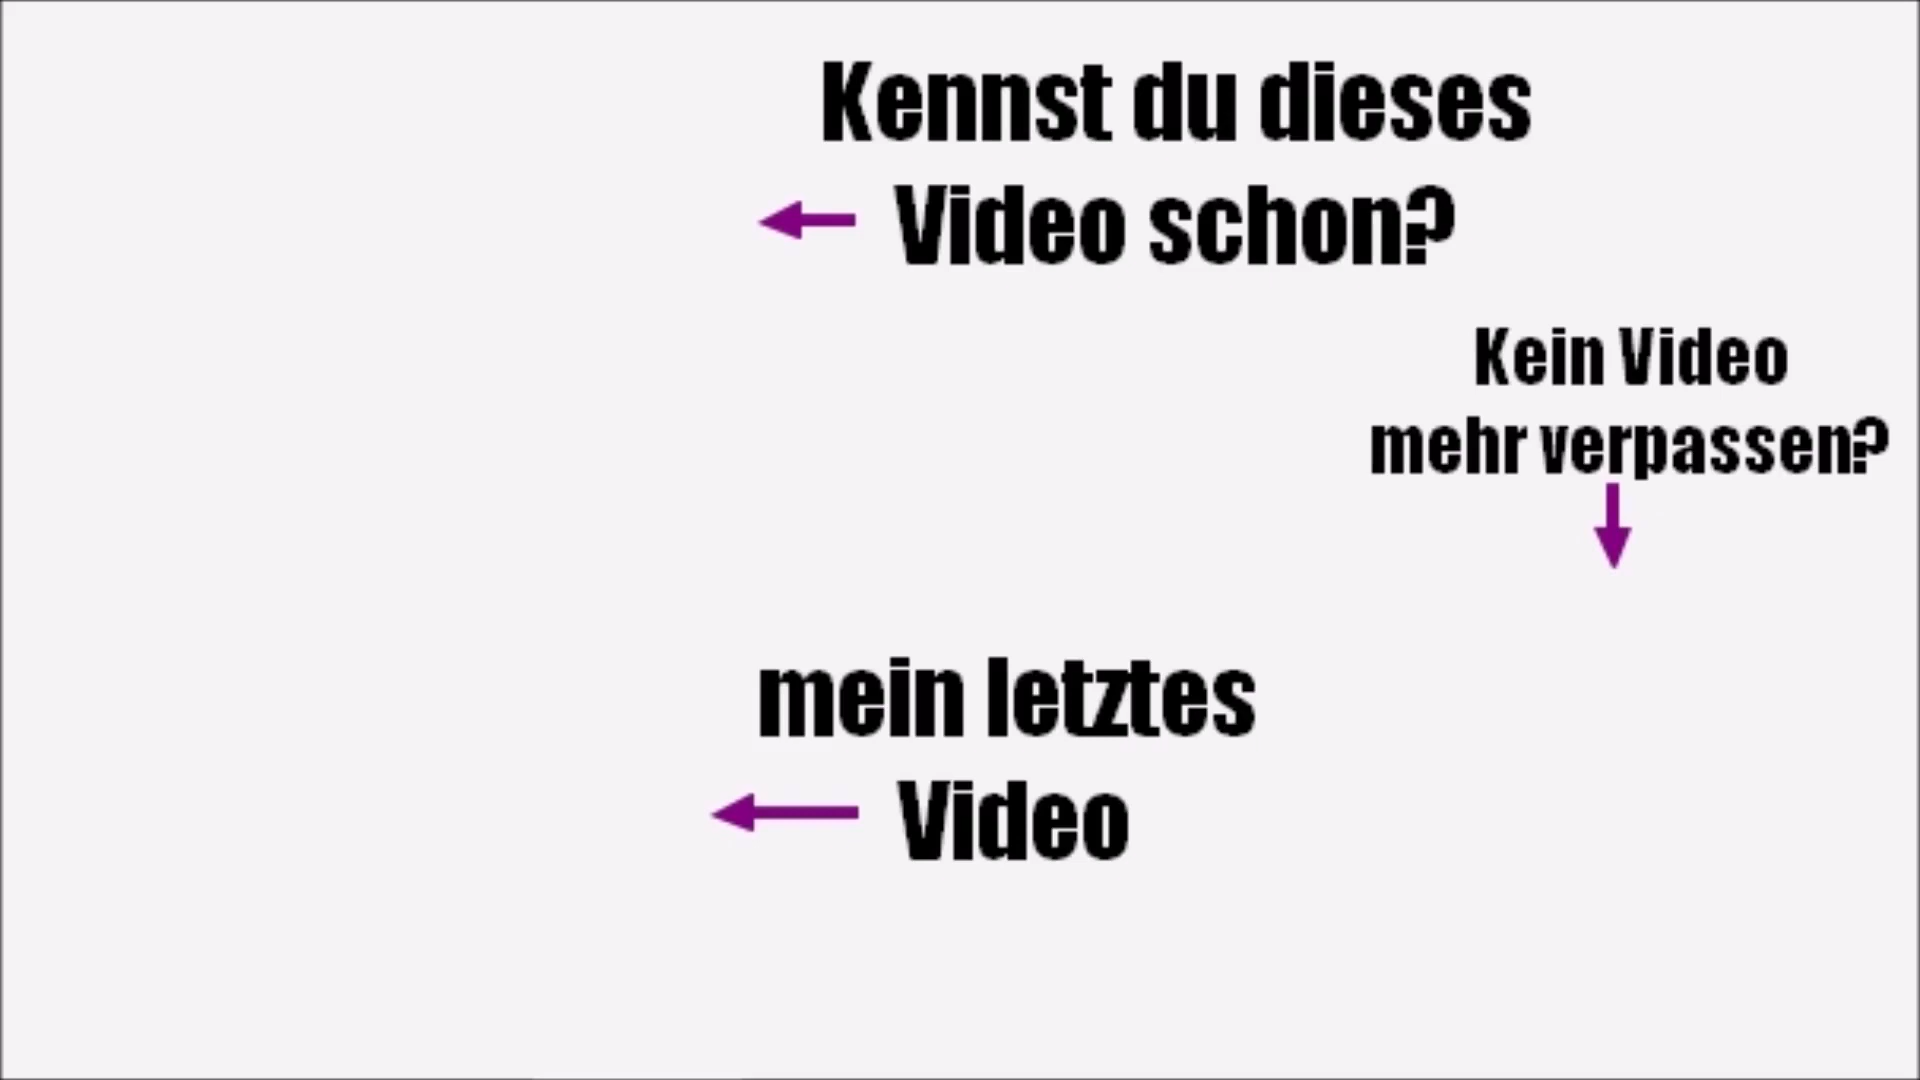 Kennst du dieses
Video schon?
Kein Video
mehr verpassen?
mein letztes
Video